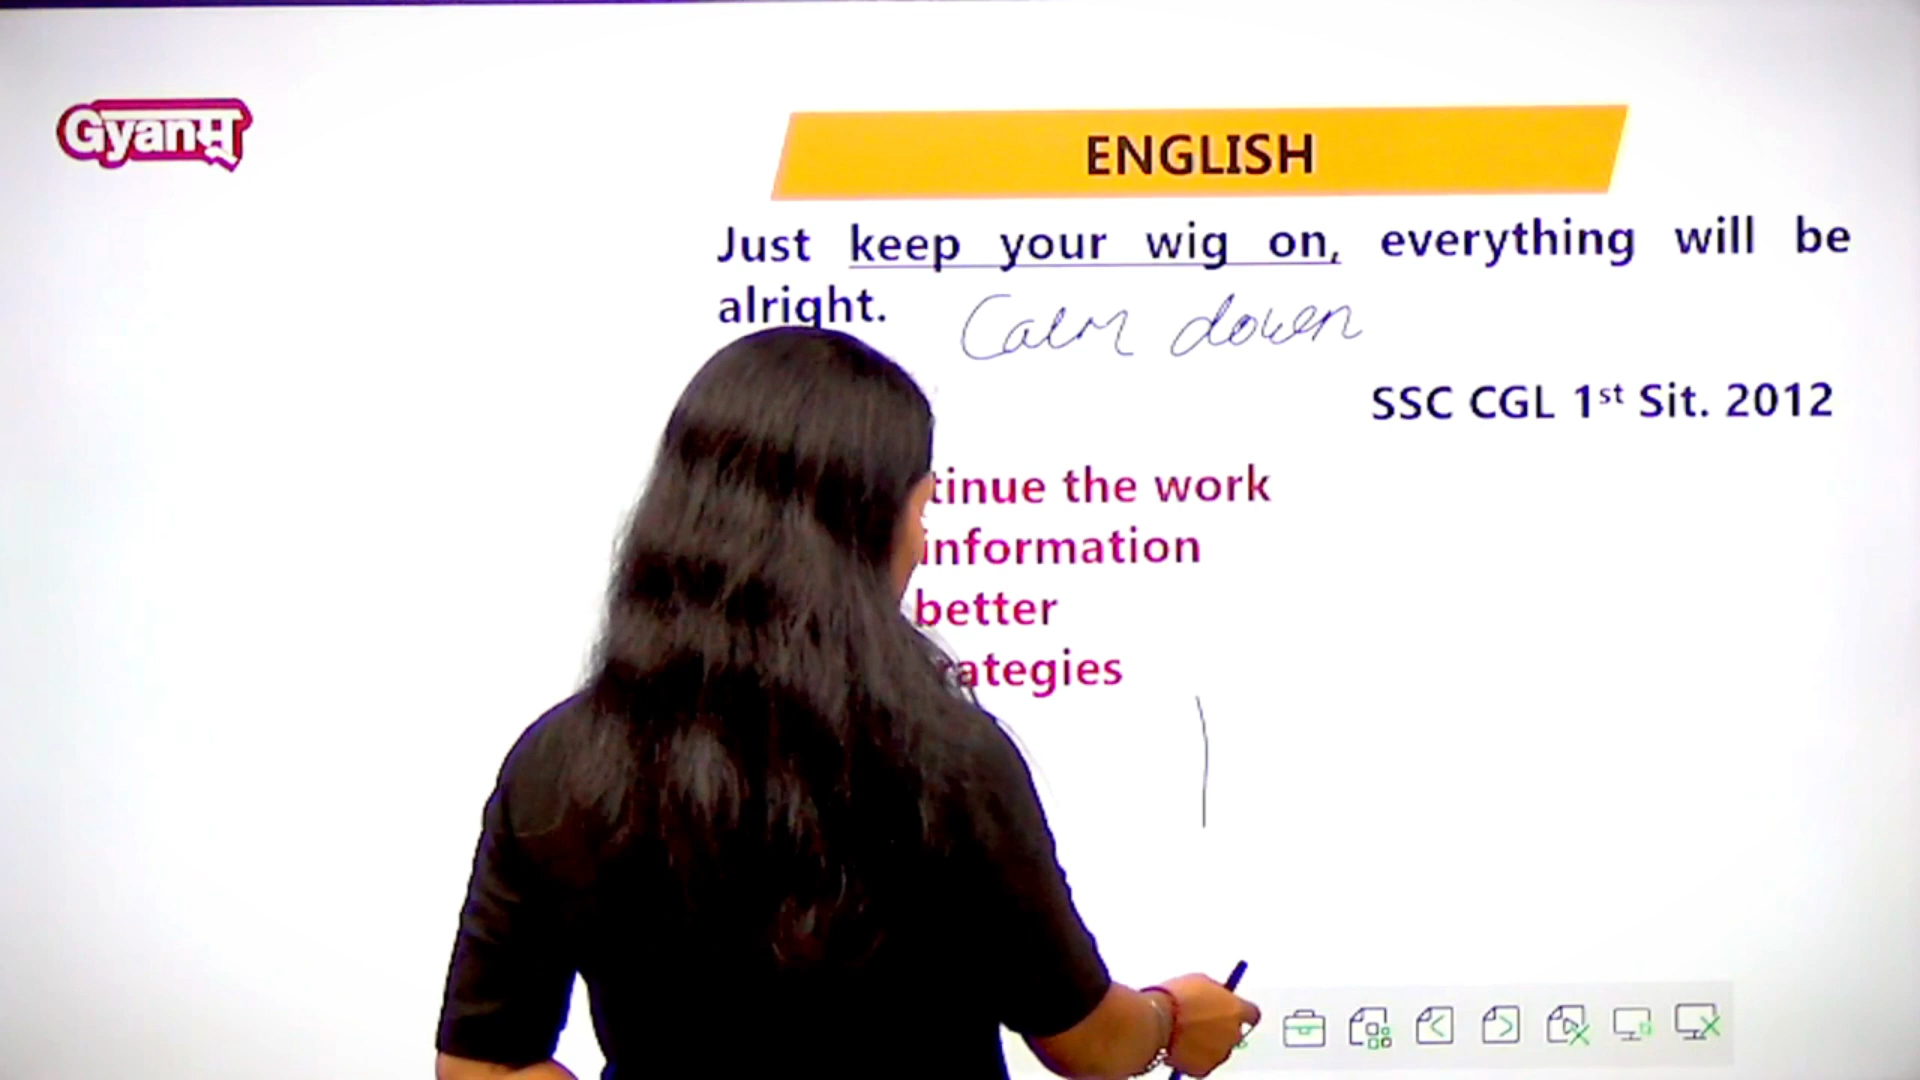 Gyanम्
ENGLISH
Just keep your wig on, everything will be
alright.
Calm down
SSC CGL 1st Sit. 2012
tinue the work
information
better
rategies